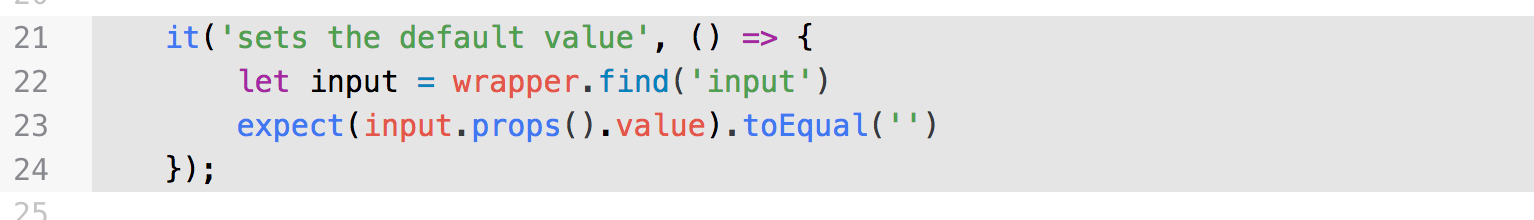 21 it('sets the default value', () => {
22 let input = wrapper.find('input')
23 expect(input.props().value).toEqual('')
24 });
25